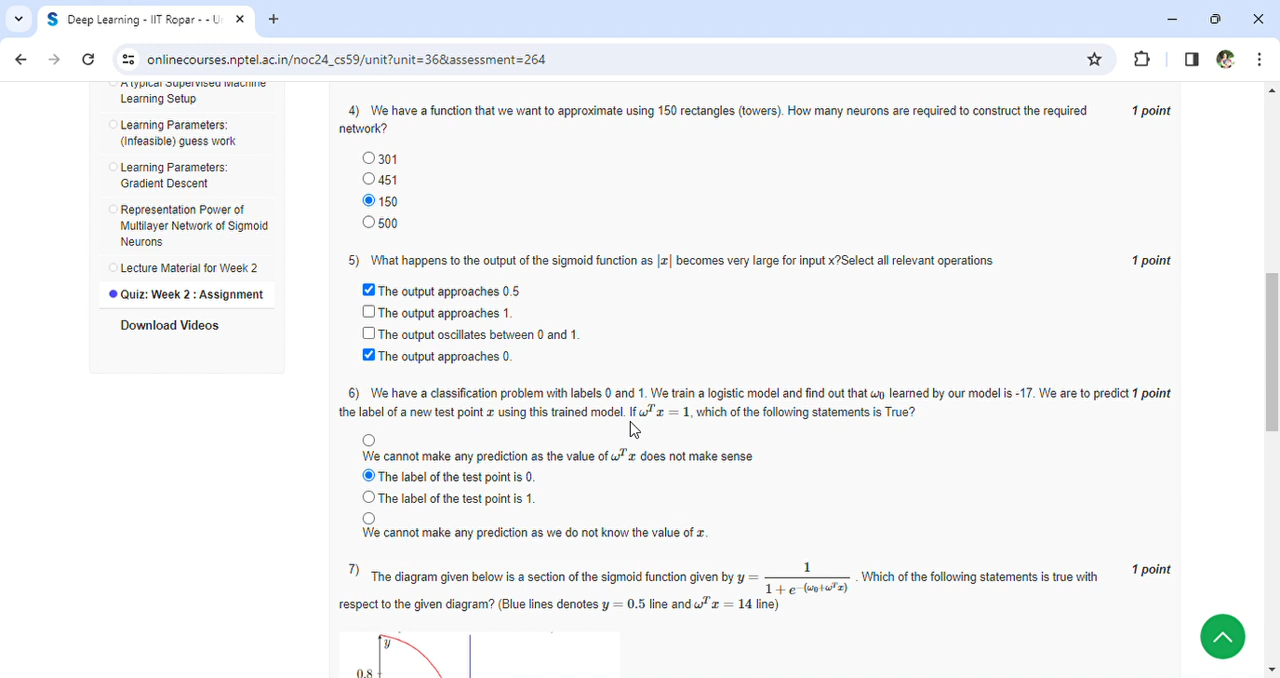 Deep Learning - IIT Ropar - - U
onlinecourses.nptel.ac.in/noc24_cs59/unit?unit=36&assessment=264
A typical Supervised Machine
Learning Setup
Learning Parameters:
(Infeasible) guess work
Learning Parameters:
Gradient Descent
Representation Power of
Multilayer Network of Sigmoid
Neurons
Lecture Material for Week 2
Quiz: Week 2 : Assignment
Download Videos
4) We have a function that we want to approximate using 150 rectangles (towers). How many neurons are required to construct the required 1 point
network?
301
451
150
500
5) What happens to the output of the sigmoid function as |x| becomes very large for input x?Select all relevant operations 1 point
The output approaches 0.5
The output approaches 1.
The output oscillates between 0 and 1.
The output approaches 0.
6) We have a classification problem with labels 0 and 1. We train a logistic model and find out that ω0 learned by our model is -17. We are to predict 1 point
the label of a new test point x using this trained model. If ω^T x = 1, which of the following statements is True?
We cannot make any prediction as the value of ω^T x does not make sense
The label of the test point is 0.
The label of the test point is 1.
We cannot make any prediction as we do not know the value of x.
7) The diagram given below is a section of the sigmoid function given by y = 1/(1+e^-(ω0+ω^T x)) . Which of the following statements is true with 1 point
respect to the given diagram? (Blue lines denotes y = 0.5 line and ω^T x = 14 line)
y
0.8